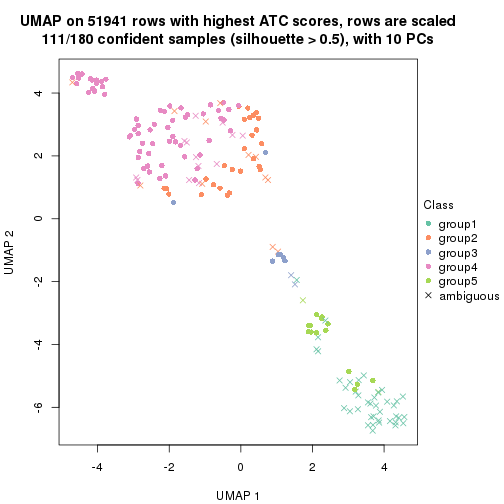 UMAP on 51941 rows with highest ATC scores, rows are scaled
111/180 confident samples (silhouette > 0.5), with 10 PCs
4
2
0
-2
-4
-6
UMAP 2
-4
-2
0
2
4
UMAP 1
Class
group1
group2
group3
group4
group5
ambiguous